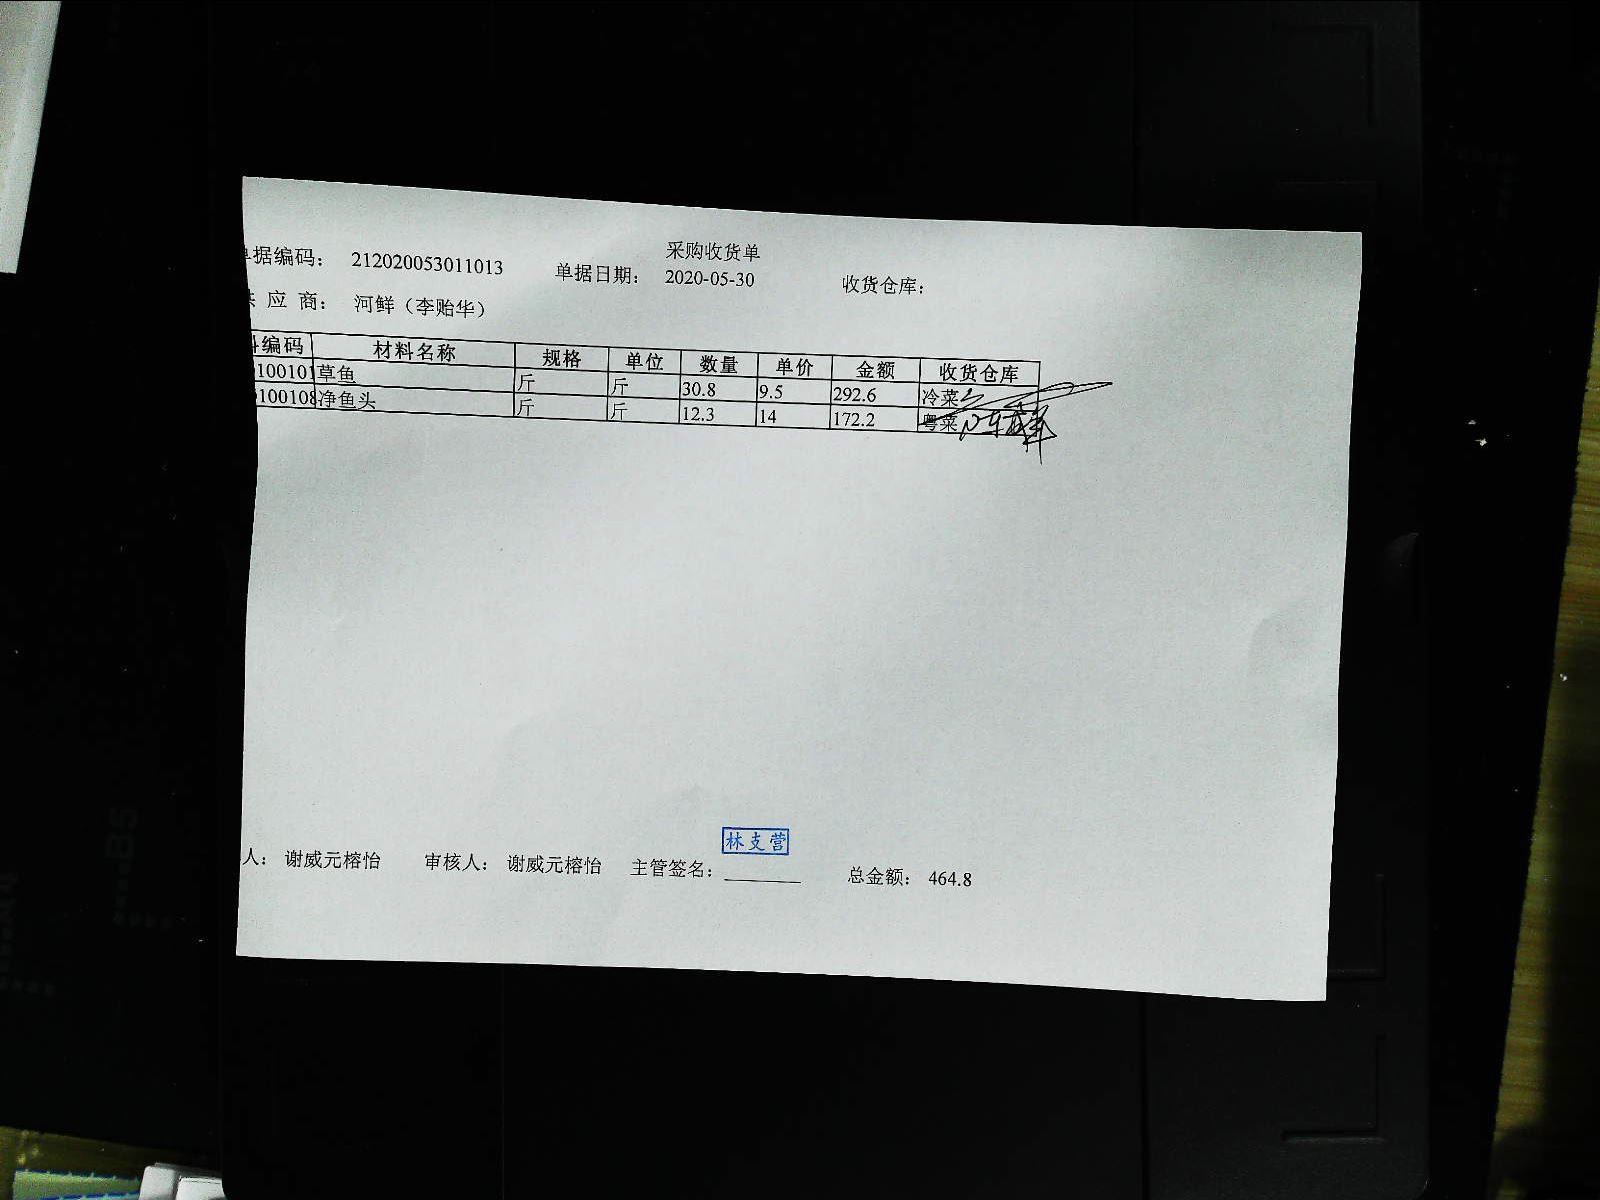 采购收货单
据编码： 212020053011013 单据日期： 2020-05-30 收货仓库：
应 商： 河鲜（李贻华）
编码 材料名称 规格 单位 数量 单价 金额 收货仓库
0100101 草鱼 斤 斤 30.8 9.5 292.6 冷菜
0100108 净鱼头 斤 斤 12.3 14 172.2 粤菜
林支营
人： 谢威元榕怡 审核人： 谢威元榕怡 主管签名： 总金额： 464.8
B5